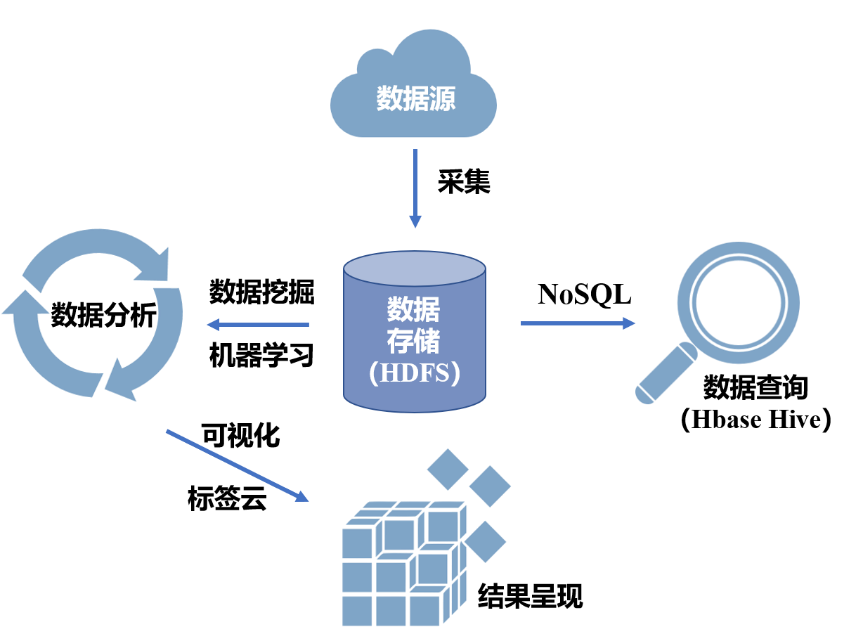 数据源
采集
数据挖掘
机器学习
数据分析
数据
存储
（HDFS）
NoSQL
数据查询
（Hbase Hive）
可视化
标签云
结果呈现